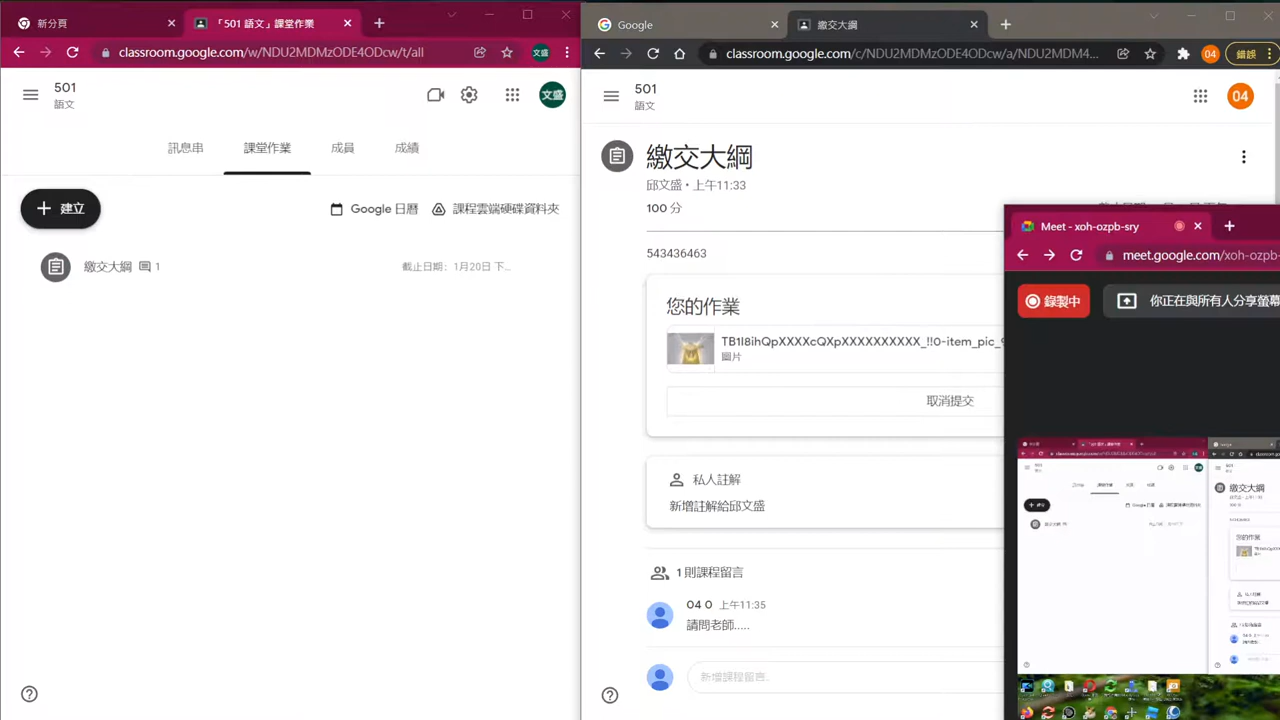 新分頁
「501 語文」課堂作業
classroom.google.com/w/NDU2MDMzODE4ODcw/t/all
文盛
501
語文
文盛
訊息串
課堂作業
成員
成績
建立
Google 日曆
課程雲端硬碟資料夾
繳交大綱
1
截止日期：1月20日 下...
Google
繳交大綱
classroom.google.com/c/NDU2MDMzODE4ODcw/a/NDU2MDM4...
04
錯誤
501
語文
04
繳交大綱
邱文盛 • 上午11:33
100 分
543436463
您的作業
TB1I8ihQpXXXXcQXpXXXXXXXXXX_!!0-item_pic_
圖片
取消提交
私人註解
新增註解給邱文盛
1 則課程留言
04 0 上午11:35
請問老師.....
新增課程留言...
Meet - xoh-ozpb-sry
meet.google.com/xoh-ozpb-
錄製中
你正在與所有人分享螢幕